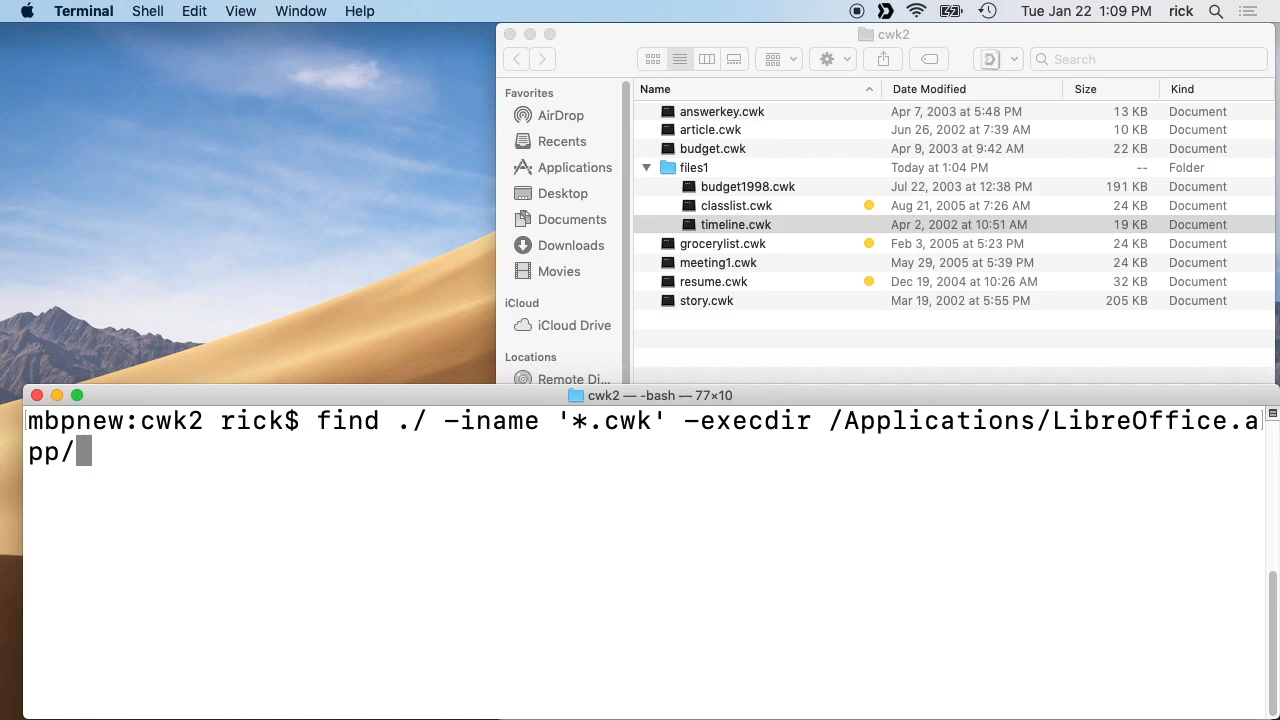 Terminal Shell Edit View Window Help Tue Jan 22 1:09 PM rick
cwk2
Search
Favorites
AirDrop
Recents
Applications
Desktop
Documents
Downloads
Movies
iCloud
iCloud Drive
Locations
Remote Di...
Name Date Modified Size Kind
answerkey.cwk Apr 7, 2003 at 5:48 PM 13 KB Document
article.cwk Jun 26, 2002 at 7:39 AM 10 KB Document
budget.cwk Apr 9, 2003 at 9:42 AM 22 KB Document
files1 Today at 1:04 PM -- Folder
budget1998.cwk Jul 22, 2003 at 12:38 PM 191 KB Document
classlist.cwk Aug 21, 2005 at 7:26 AM 24 KB Document
timeline.cwk Apr 2, 2002 at 10:51 AM 19 KB Document
grocerylist.cwk Feb 3, 2005 at 5:23 PM 24 KB Document
meeting1.cwk May 29, 2005 at 5:39 PM 24 KB Document
resume.cwk Dec 19, 2004 at 10:26 AM 32 KB Document
story.cwk Mar 19, 2002 at 5:55 PM 205 KB Document
cwk2 — -bash — 77×10
mbpnew:cwk2 rick$ find ./ -iname '*.cwk' -execdir /Applications/LibreOffice.a
pp/